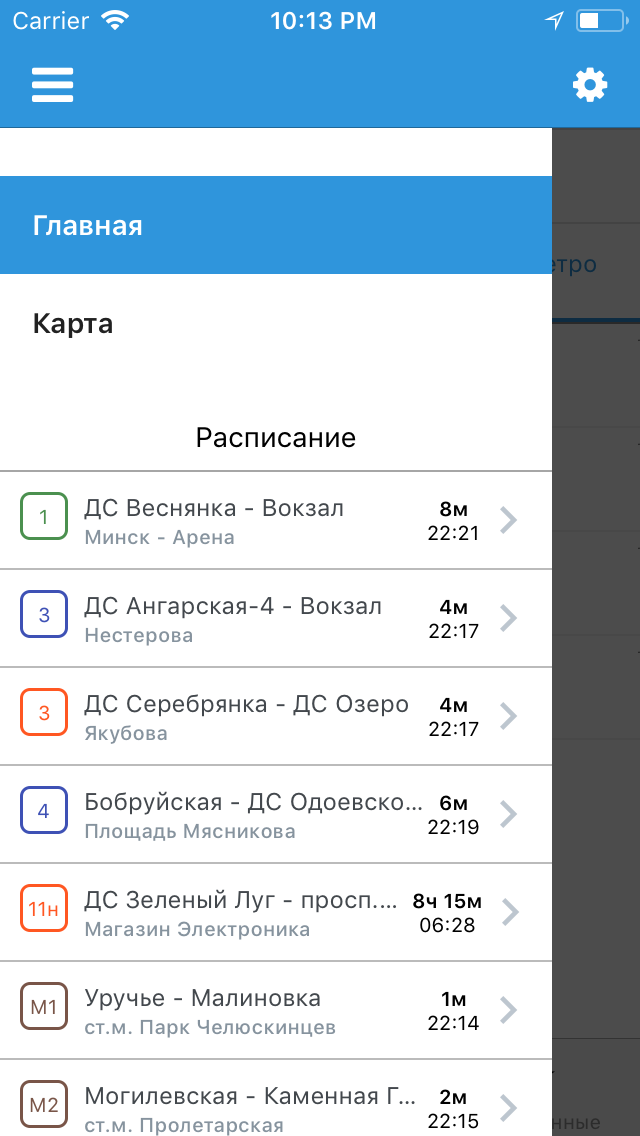 Carrier 10:13 PM
Главная
етро
Карта
Расписание
1 ДС Веснянка - Вокзал 8м
Минск - Арена 22:21
3 ДС Ангарская-4 - Вокзал 4м
Нестерова 22:17
3 ДС Серебрянка - ДС Озеро 4м
Якубова 22:17
4 Бобруйская - ДС Одоевско... 6м
Площадь Мясникова 22:19
11н ДС Зеленый Луг - просп.... 8ч 15м
Магазин Электроника 06:28
М1 Уручье - Малиновка 1м
ст.м. Парк Челюскинцев 22:14
М2 Могилевская - Каменная Г... 2м
ст.м. Пролетарская 22:15
нные